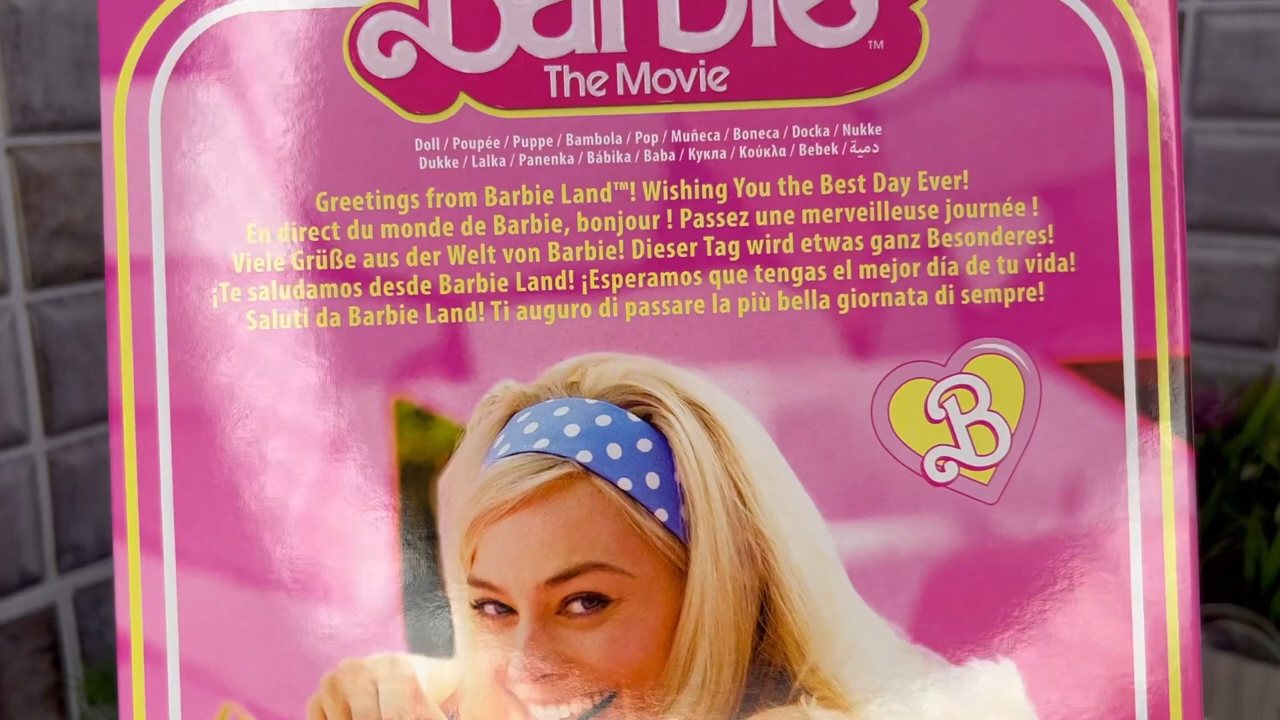 Barbie™
The Movie
Doll / Poupée / Puppe / Bambola / Pop / Muñeca / Boneca / Docka / Nukke
Dukke / Lalka / Panenka / Bábika / Baba / Кукла / Κούκλα / Bebek / دمية
Greetings from Barbie Land™! Wishing You the Best Day Ever!
En direct du monde de Barbie, bonjour ! Passez une merveilleuse journée !
Viele Grüße aus der Welt von Barbie! Dieser Tag wird etwas ganz Besonderes!
¡Te saludamos desde Barbie Land! ¡Esperamos que tengas el mejor día de tu vida!
Saluti da Barbie Land! Ti auguro di passare la più bella giornata di sempre!
B